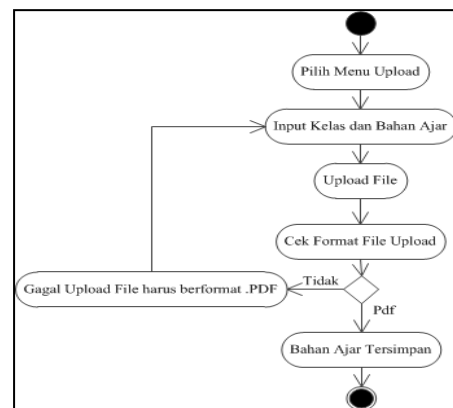 Pilih Menu Upload
Input Kelas dan Bahan Ajar
Upload File
Cek Format File Upload
Tidak
Gagal Upload File harus berformat .PDF
Pdf
Bahan Ajar Tersimpan